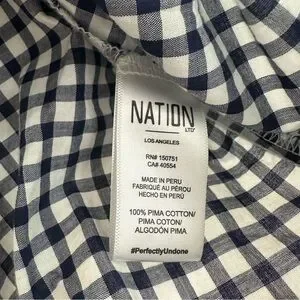 NATION
LTD
LOS ANGELES
RN# 150751
CA# 40554
MADE IN PERU
FABRIQUÉ AU PÉROU
HECHO EN PERÚ
100% PIMA COTTON/
PIMA COTON/
ALGODÓN PIMA
#PerfectlyUndone